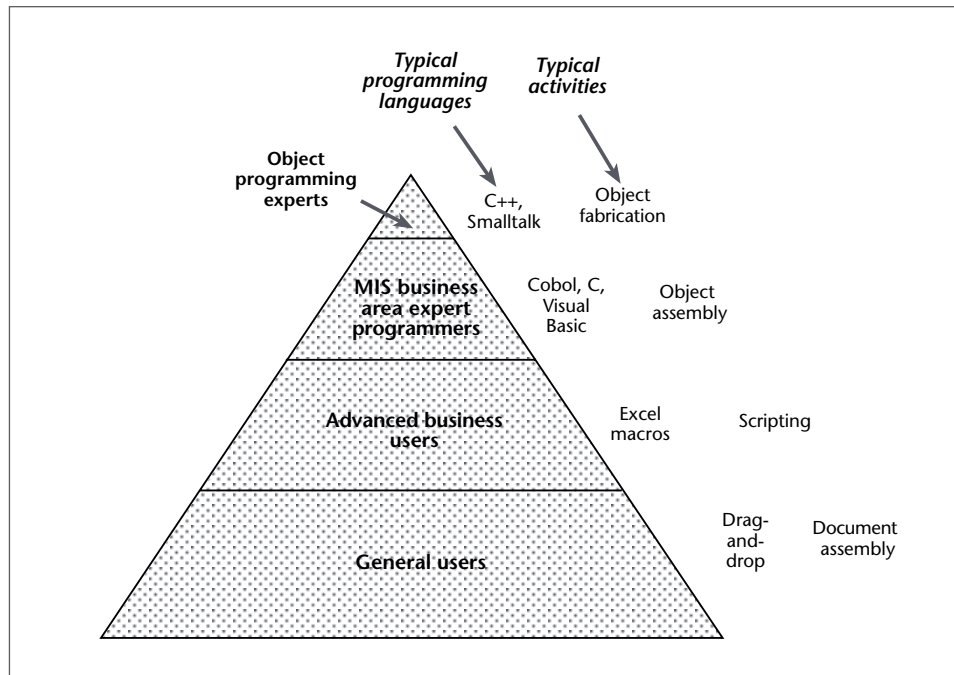 Typical
programming
languages
Typical
activities
Object
programming
experts
C++,
Smalltalk
Object
fabrication
MIS business
area expert
programmers
Cobol, C,
Visual
Basic
Object
assembly
Advanced business
users
Excel
macros
Scripting
General users
Drag-
and-
drop
Document
assembly